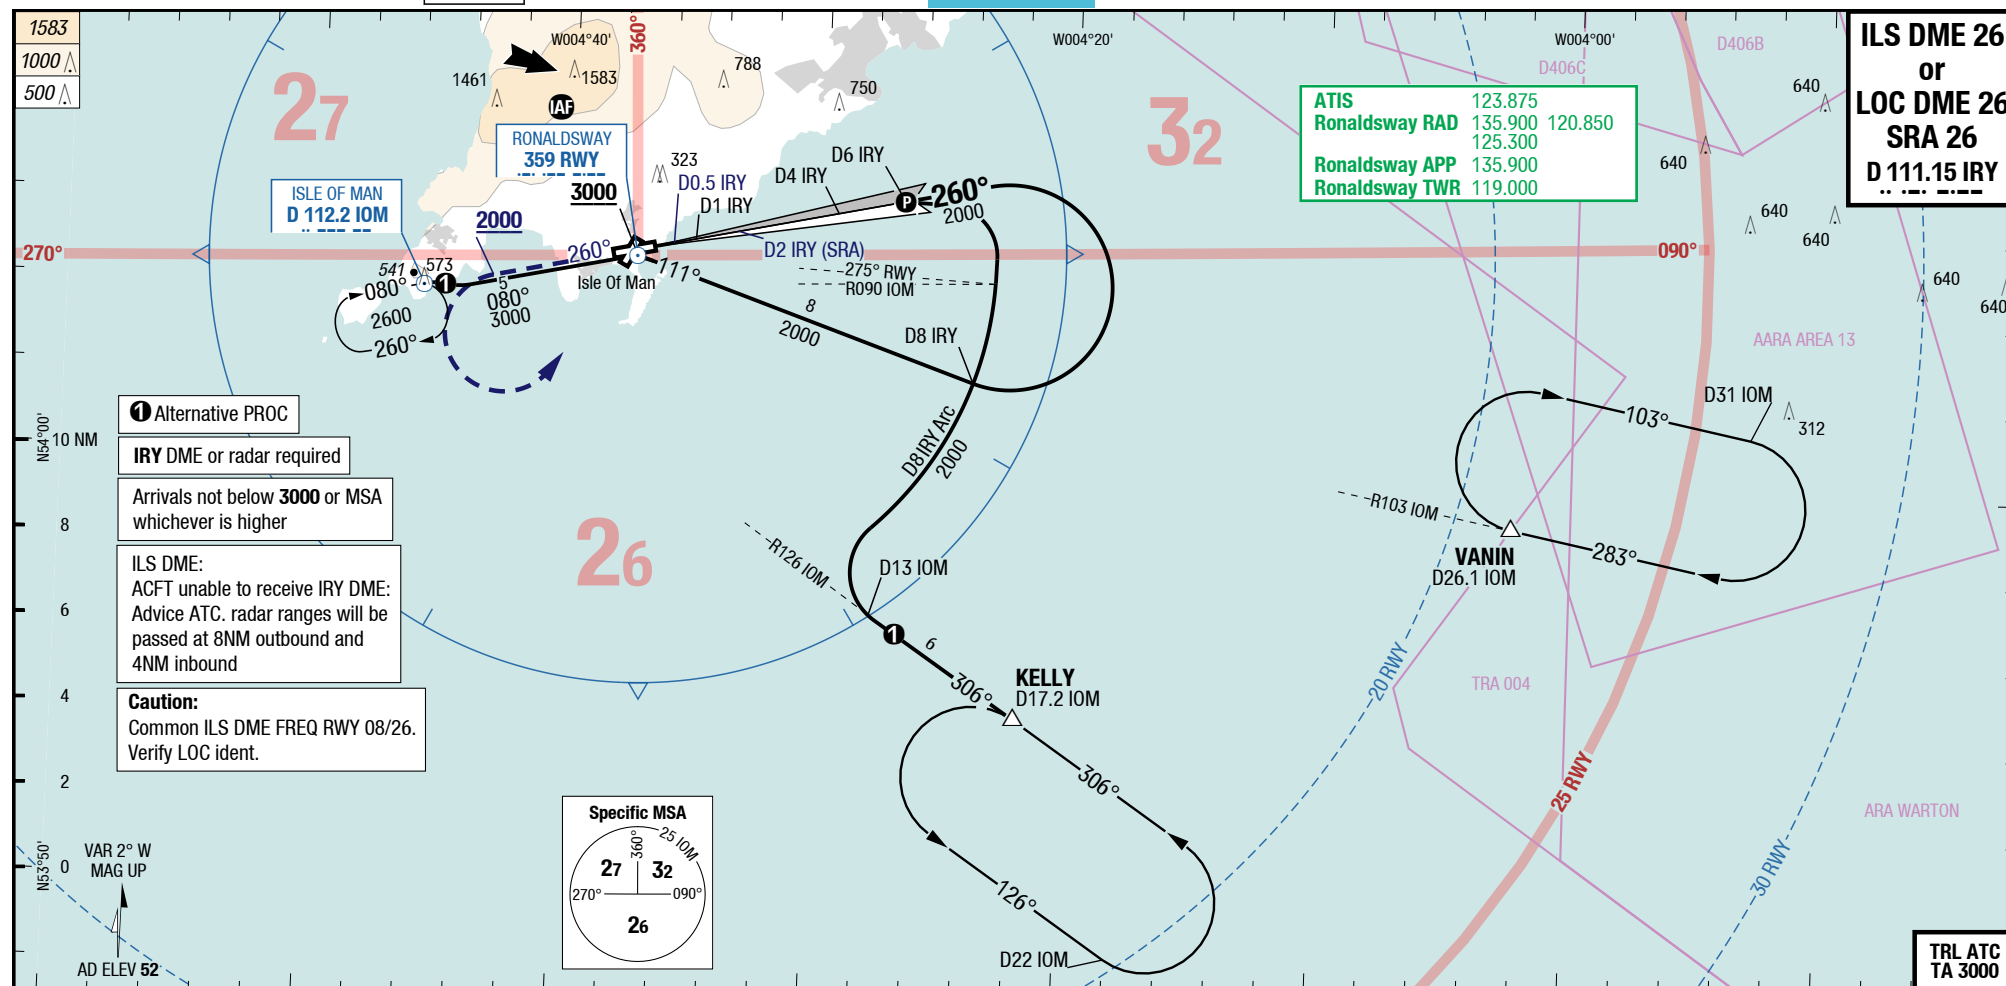 1583
1000
500
27
1461
IAF
1583
W004°40'
360°
788
750
W004°20'
32
W004°00'
D406B
D406C
640
640
640
640
640
640
ILS DME 26
or
LOC DME 26
SRA 26
D 111.15 IRY
ATIS 123.875
Ronaldsway RAD 135.900 120.850
125.300
Ronaldsway APP 135.900
Ronaldsway TWR 119.000
RONALDSWAY
359 RWY
3000
323
D0.5 IRY
D1 IRY
D4 IRY
D6 IRY
P
260°
2000
ISLE OF MAN
D 112.2 IOM
2000
260°
D2 IRY (SRA)
270°
090°
541
573
1
080°
2600
260°
5
080°
3000
Isle Of Man
111°
275° RWY
R090 IOM
8
2000
D8 IRY
D8 IRY Arc
2000
AARA AREA 13
D31 IOM
103°
312
R103 IOM
VANIN
D26.1 IOM
283°
1 Alternative PROC
IRY DME or radar required
Arrivals not below 3000 or MSA
whichever is higher
ILS DME:
ACFT unable to receive IRY DME:
Advice ATC. radar ranges will be
passed at 8NM outbound and
4NM inbound
Caution:
Common ILS DME FREQ RWY 08/26.
Verify LOC ident.
N54°00'
10 NM
8
6
4
2
0
N53°50'
26
R126 IOM
D13 IOM
1
6
306°
KELLY
D17.2 IOM
306°
126°
D22 IOM
20 RWY
TRA 004
25 RWY
30 RWY
ARA WARTON
Specific MSA
360°
25 IOM
27
32
270°
090°
26
VAR 2° W
MAG UP
AD ELEV 52
TRL ATC
TA 3000